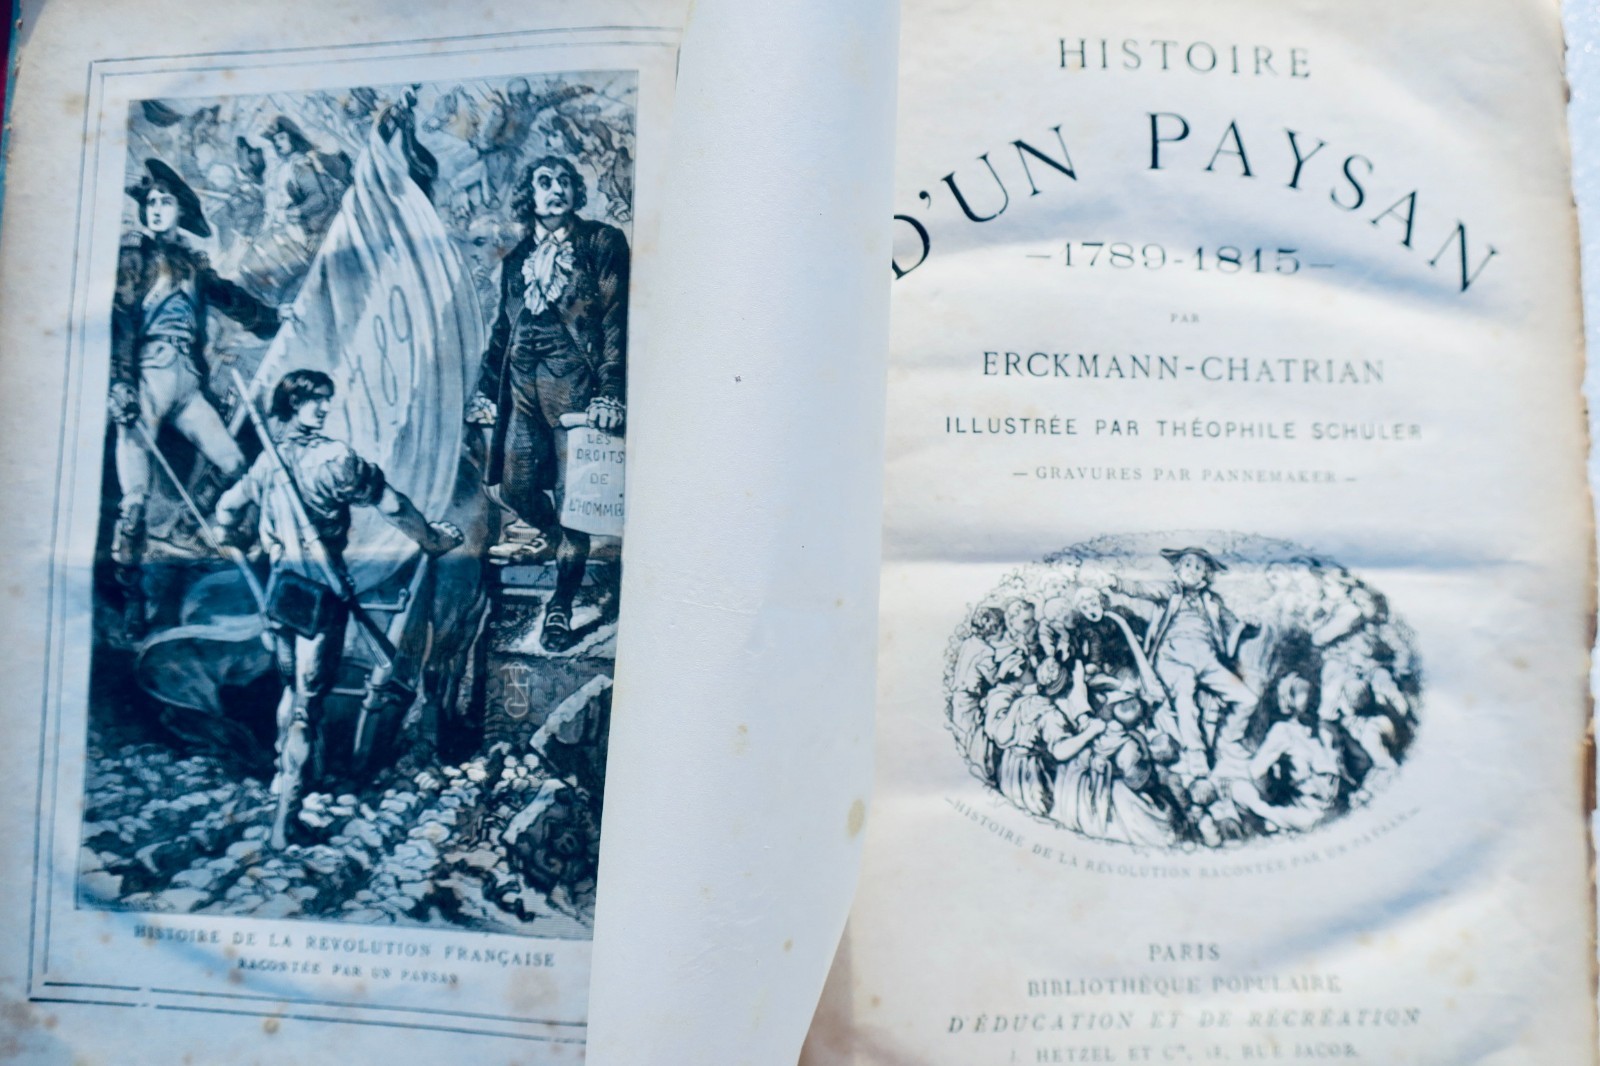 1789
LES
DROITS
DE
L'HOMME
HISTOIRE DE LA REVOLUTION FRANÇAISE
RACONTÉE PAR UN PAYSAN
HISTOIRE
D'UN PAYSAN
—1789-1815—
PAR
ERCKMANN-CHATRIAN
ILLUSTRÉE PAR THÉOPHILE SCHULER
— GRAVURES PAR PANNEMAKER —
—HISTOIRE DE LA REVOLUTION RACONTÉE PAR UN PAYSAN—
PARIS
BIBLIOTHÈQUE POPULAIRE
D'ÉDUCATION ET DE RÉCRÉATION
J. HETZEL ET Cie, 18, RUE JACOB